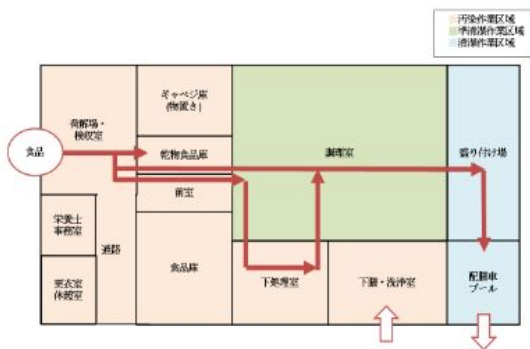 汚染作業区域
準清潔作業区域
清潔作業区域
荷解場・
検収室
ギャベジ庫
(物置き)
食品
乾物食品庫
調理室
盛り付け場
前室
栄養士
事務室
通路
食品庫
下処理室
下膳・洗浄室
配膳車
プール
更衣室
休憩室